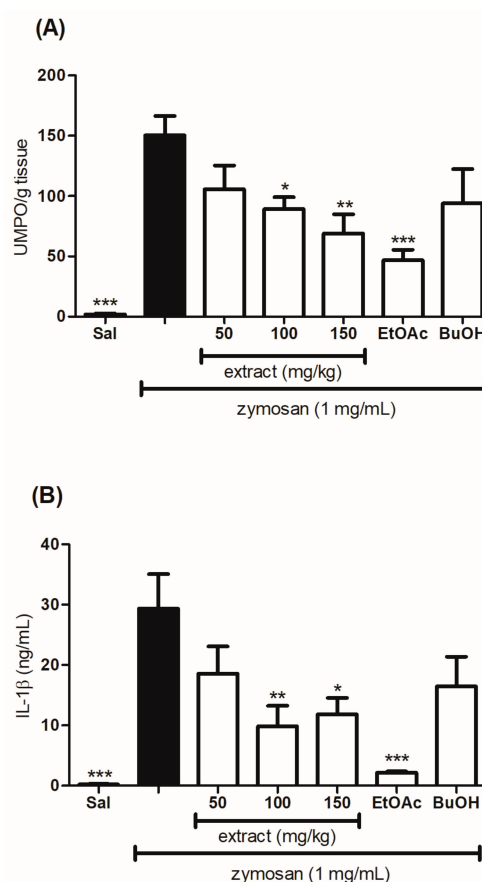 (A)
UMPO/g tissue
200
150
100
50
0
***
*
**
***
Sal
50
100
150
EtOAc
BuOH
extract (mg/kg)
zymosan (1 mg/mL)
(B)
IL-1β (ng/mL)
40
30
20
10
0
***
**
*
***
Sal
50
100
150
EtOAc
BuOH
extract (mg/kg)
zymosan (1 mg/mL)